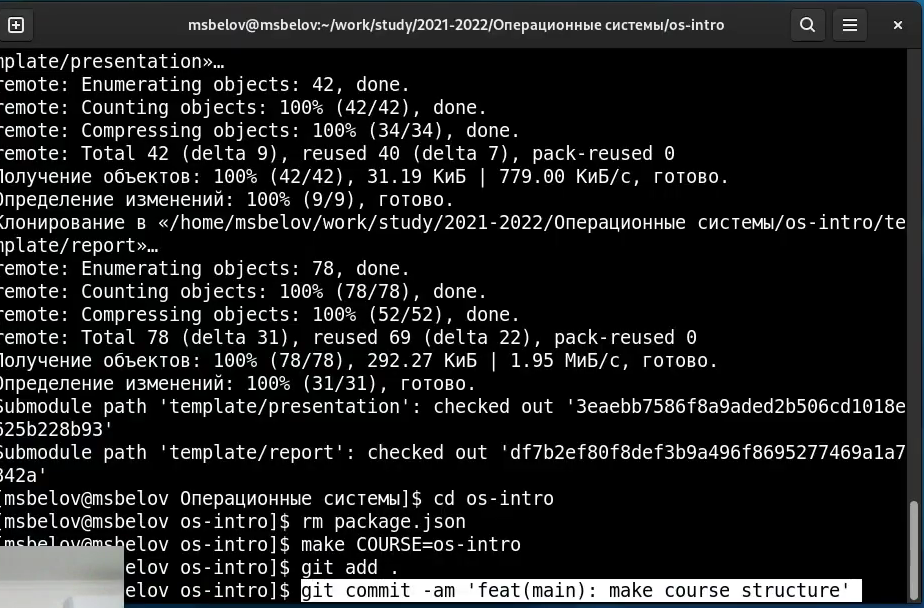 msbelov@msbelov:~/work/study/2021-2022/Операционные системы/os-intro
mplate/presentation»…
remote: Enumerating objects: 42, done.
remote: Counting objects: 100% (42/42), done.
remote: Compressing objects: 100% (34/34), done.
remote: Total 42 (delta 9), reused 40 (delta 7), pack-reused 0
Получение объектов: 100% (42/42), 31.19 КиБ | 779.00 КиБ/с, готово.
Определение изменений: 100% (9/9), готово.
Клонирование в «/home/msbelov/work/study/2021-2022/Операционные системы/os-intro/te
mplate/report»…
remote: Enumerating objects: 78, done.
remote: Counting objects: 100% (78/78), done.
remote: Compressing objects: 100% (52/52), done.
remote: Total 78 (delta 31), reused 69 (delta 22), pack-reused 0
Получение объектов: 100% (78/78), 292.27 КиБ | 1.95 МиБ/с, готово.
Определение изменений: 100% (31/31), готово.
Submodule path 'template/presentation': checked out '3eaebb7586f8a9aded2b506cd1018e
625b228b93'
Submodule path 'template/report': checked out 'df7b2ef80f8def3b9a496f8695277469a1a7
842a'
[msbelov@msbelov Операционные системы]$ cd os-intro
[msbelov@msbelov os-intro]$ rm package.json
[msbelov@msbelov os-intro]$ make COURSE=os-intro
elov os-intro]$ git add .
elov os-intro]$ git commit -am 'feat(main): make course structure'